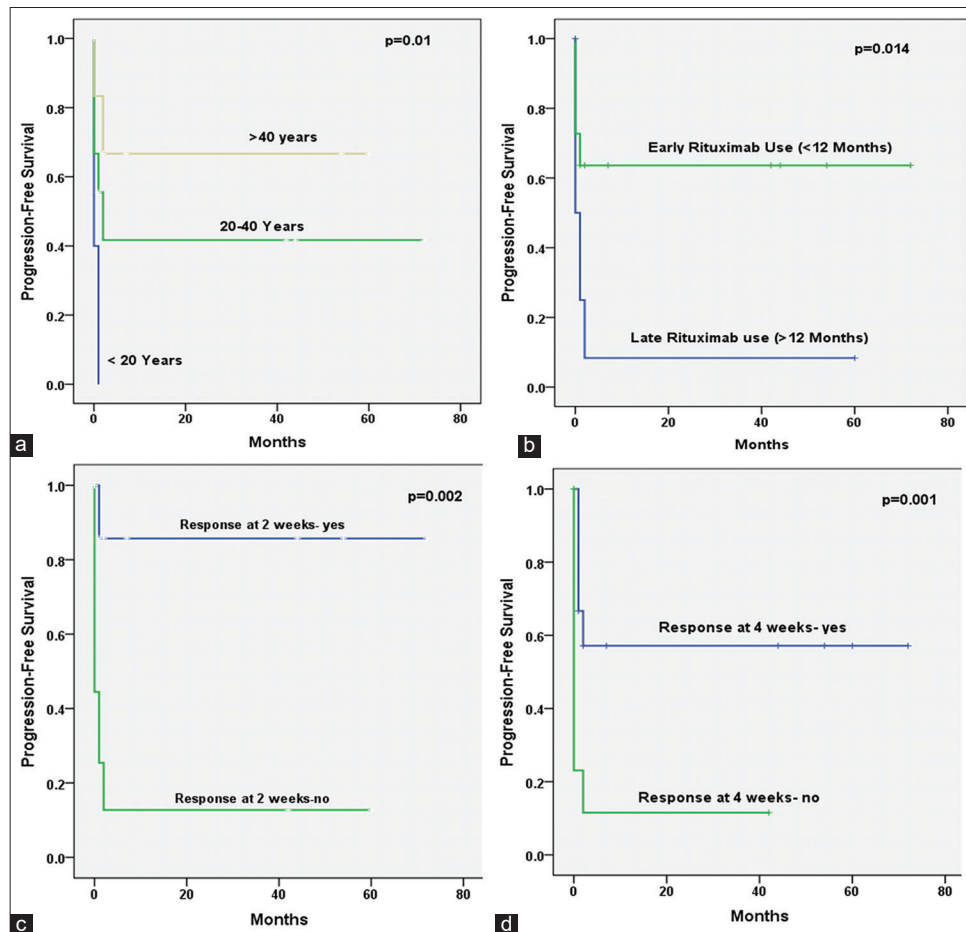 p=0.01
1.0
0.8
0.6
0.4
0.2
0.0
Progression-Free Survival
>40 years
20-40 Years
< 20 Years
0 20 40 60 80
Months
a
p=0.014
1.0
0.8
0.6
0.4
0.2
0.0
Progression-Free Survival
Early Rituximab Use (<12 Months)
Late Rituximab use (>12 Months)
0 20 40 60 80
Months
b
p=0.002
1.0
0.8
0.6
0.4
0.2
0.0
Progression-Free Survival
Response at 2 weeks- yes
Response at 2 weeks-no
0 20 40 60 80
Months
c
p=0.001
1.0
0.8
0.6
0.4
0.2
0.0
Progression-Free Survival
Response at 4 weeks- yes
Response at 4 weeks- no
0 20 40 60 80
Months
d